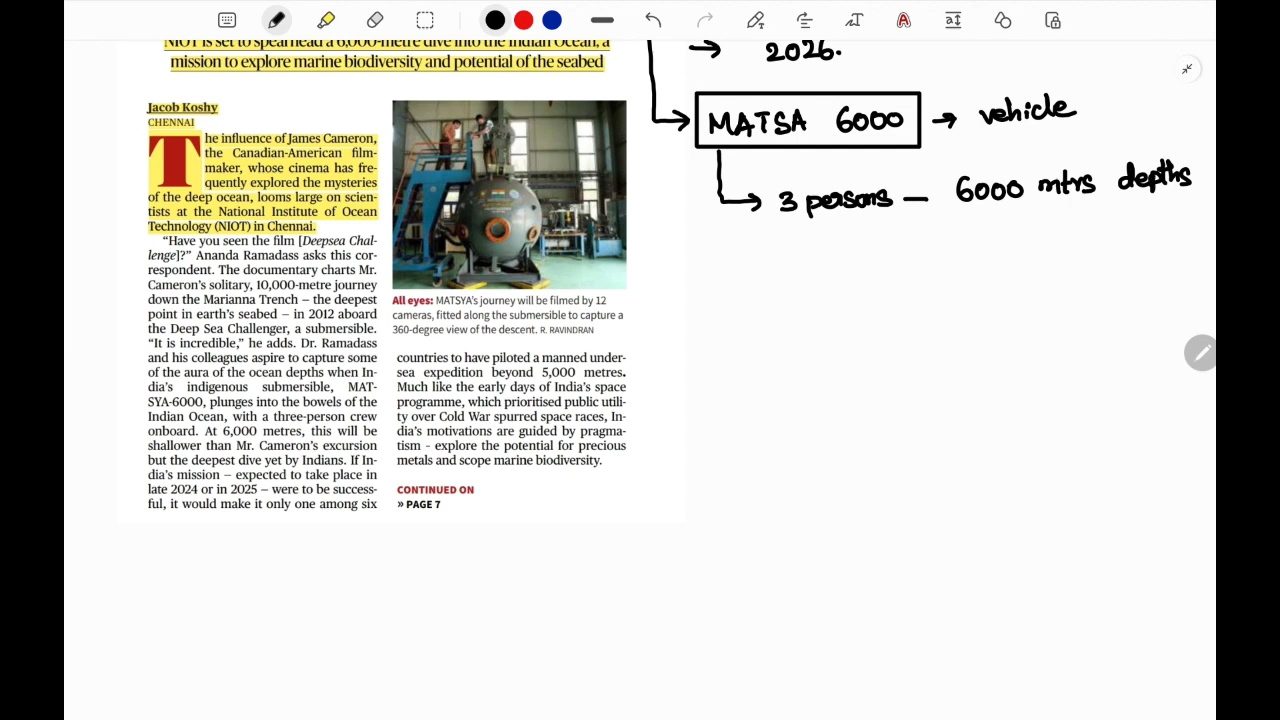 NIOT is set to spearhead a 6,000-metre dive into the Indian Ocean, a
mission to explore marine biodiversity and potential of the seabed
Jacob Koshy
CHENNAI
The influence of James Cameron,
the Canadian-American film-
maker, whose cinema has fre-
quently explored the mysteries
of the deep ocean, looms large on scien-
tists at the National Institute of Ocean
Technology (NIOT) in Chennai.
“Have you seen the film [Deepsea Chal-
lenge]?” Ananda Ramadass asks this cor-
respondent. The documentary charts Mr.
Cameron’s solitary, 10,000-metre journey
down the Marianna Trench – the deepest
point in earth’s seabed – in 2012 aboard
the Deep Sea Challenger, a submersible.
“It is incredible,” he adds. Dr. Ramadass
and his colleagues aspire to capture some
of the aura of the ocean depths when In-
dia’s indigenous submersible, MAT-
SYA-6000, plunges into the bowels of the
Indian Ocean, with a three-person crew
onboard. At 6,000 metres, this will be
shallower than Mr. Cameron’s excursion
but the deepest dive yet by Indians. If In-
dia’s mission – expected to take place in
late 2024 or in 2025 – were to be success-
ful, it would make it only one among six
All eyes: MATSYA’s journey will be filmed by 12
cameras, fitted along the submersible to capture a
360-degree view of the descent. R. RAVINDRAN
countries to have piloted a manned under-
sea expedition beyond 5,000 metres.
Much like the early days of India’s space
programme, which prioritised public utili-
ty over Cold War spurred space races, In-
dia’s motivations are guided by pragma-
tism - explore the potential for precious
metals and scope marine biodiversity.
CONTINUED ON
» PAGE 7
→ 2026.
→ MATSA 6000 → vehicle
→ 3 persons – 6000 mtrs depths